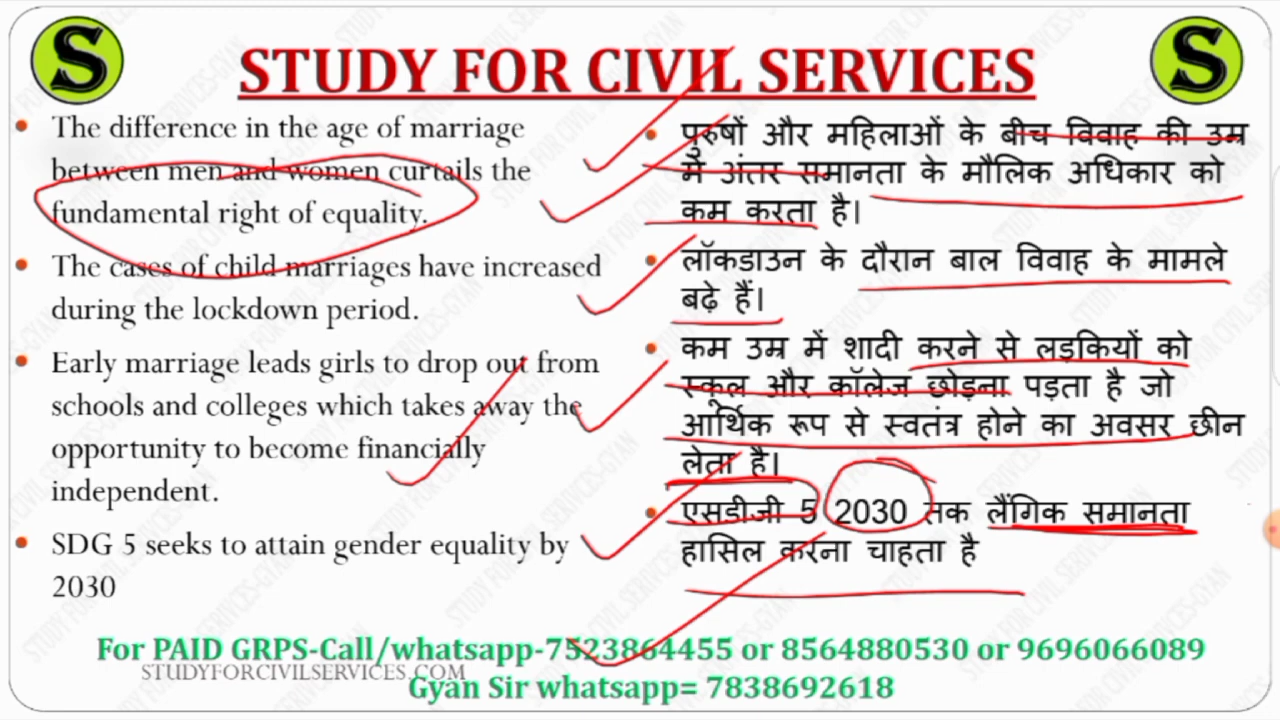 S
STUDY FOR CIVIL SERVICES
S
The difference in the age of marriage
between men and women curtails the
fundamental right of equality.
The cases of child marriages have increased
during the lockdown period.
Early marriage leads girls to drop out from
schools and colleges which takes away the
opportunity to become financially
independent.
SDG 5 seeks to attain gender equality by
2030
पुरुषों और महिलाओं के बीच विवाह की उम्र
में अंतर समानता के मौलिक अधिकार को
कम करता है।
लॉकडाउन के दौरान बाल विवाह के मामले
बढ़े हैं।
कम उम्र में शादी करने से लड़कियों को
स्कूल और कॉलेज छोड़ना पड़ता है जो
आर्थिक रूप से स्वतंत्र होने का अवसर छीन
लेता है।
एसडीजी 5 2030 तक लैंगिक समानता
हासिल करना चाहता है
For PAID GRPS-Call/whatsapp-7523864455 or 8564880530 or 9696066089
STUDYFORCIVILSERVICES.COM
Gyan Sir whatsapp= 7838692618